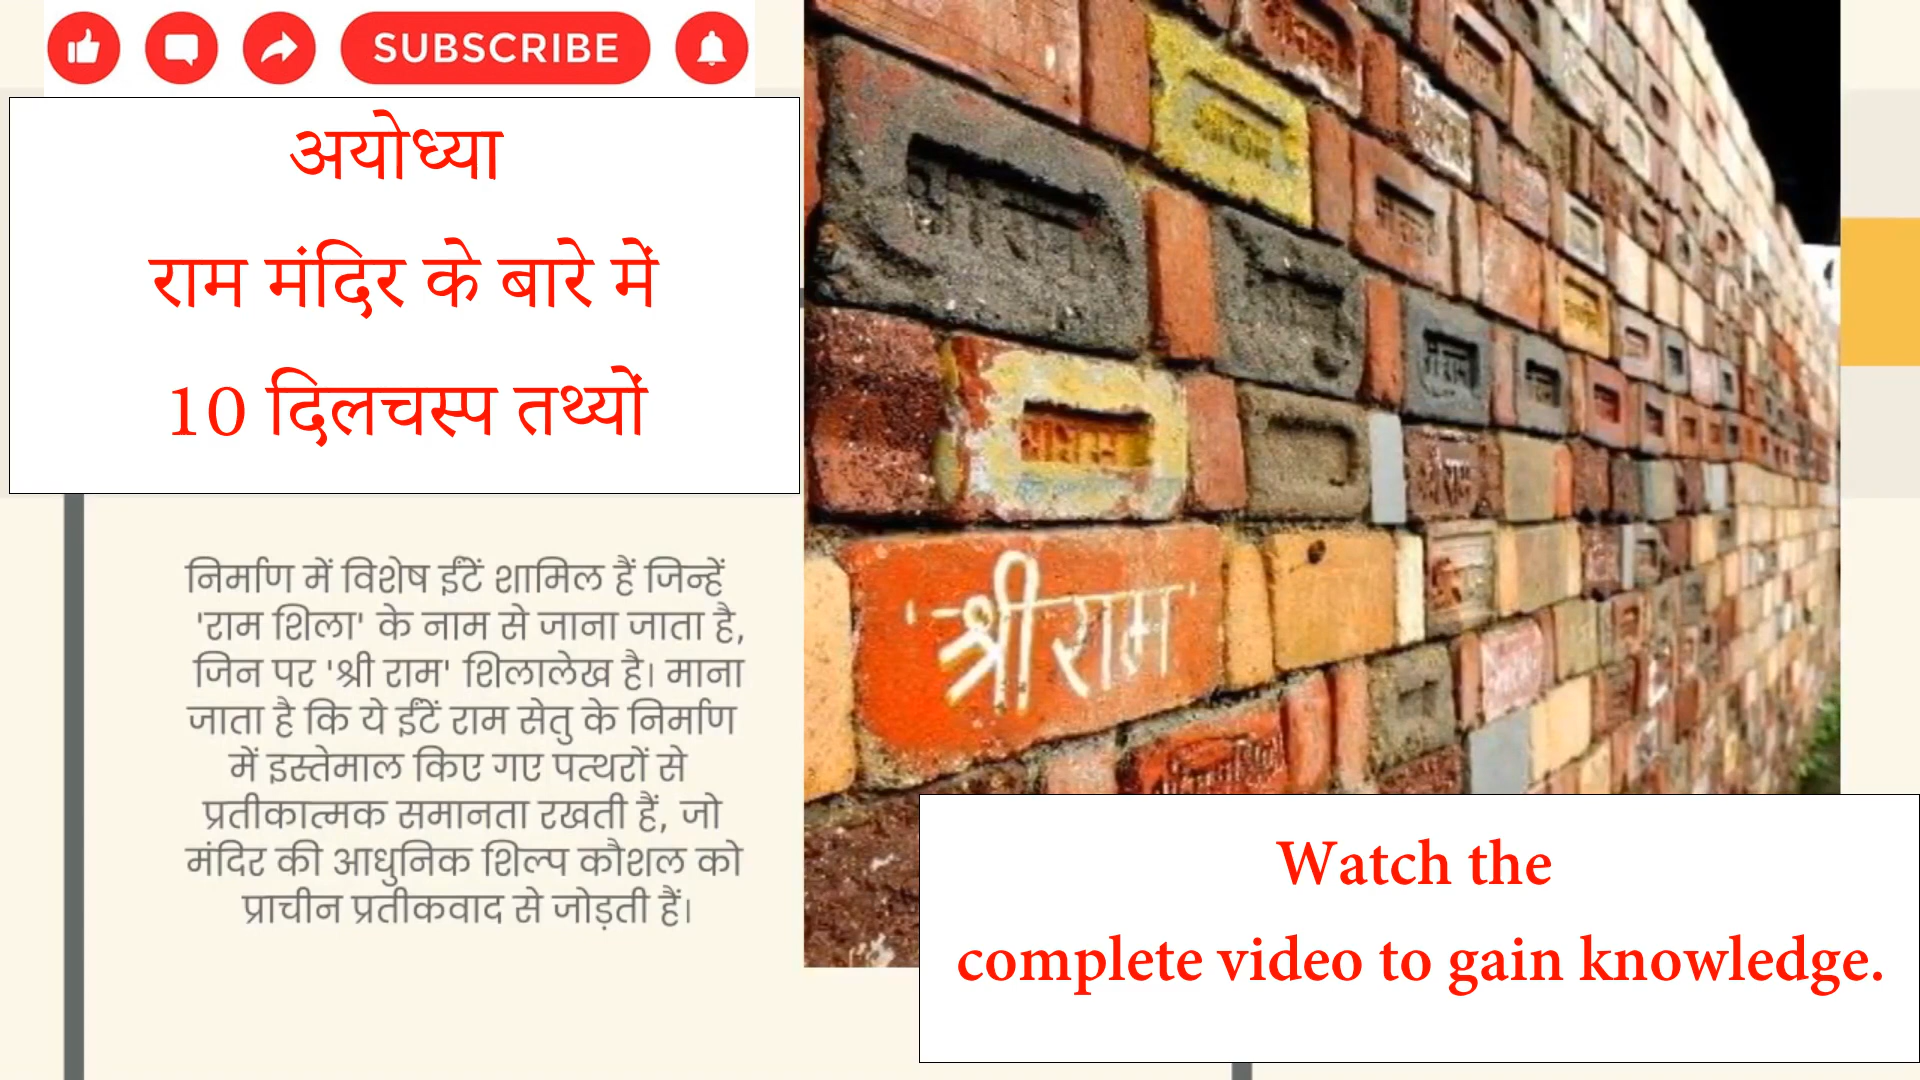 SUBSCRIBE
अयोध्या
राम मंदिर के बारे में
10 दिलचस्प तथ्यों
निर्माण में विशेष ईंटें शामिल हैं जिन्हें
'राम शिला' के नाम से जाना जाता है,
जिन पर 'श्री राम' शिलालेख है। माना
जाता है कि ये ईंटें राम सेतु के निर्माण
में इस्तेमाल किए गए पत्थरों से
प्रतीकात्मक समानता रखती हैं, जो
मंदिर की आधुनिक शिल्प कौशल को
प्राचीन प्रतीकवाद से जोड़ती हैं।
'श्रीराम'
Watch the
complete video to gain knowledge.